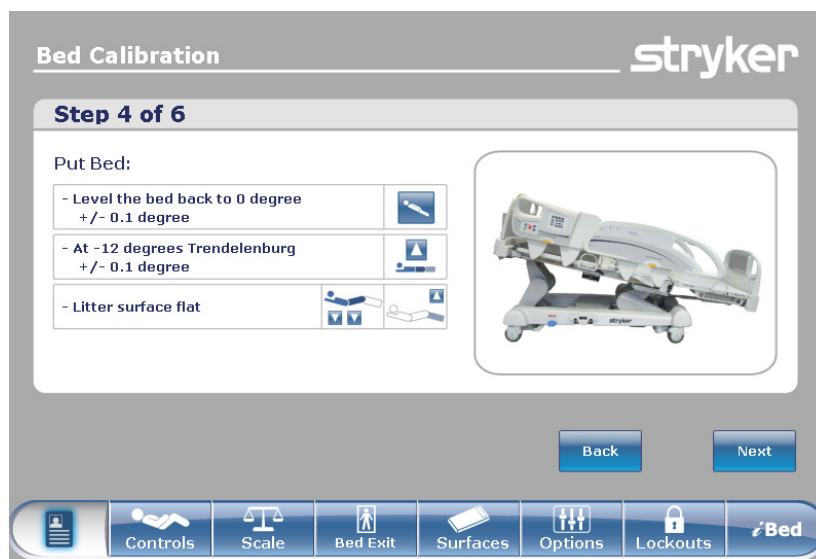 Bed Calibration
stryker
Step 4 of 6
Put Bed:
- Level the bed back to 0 degree
+/- 0.1 degree
- At -12 degrees Trendelenburg
+/- 0.1 degree
- Litter surface flat
stryker
Back
Next
Controls
Scale
Bed Exit
Surfaces
Options
Lockouts
iBed